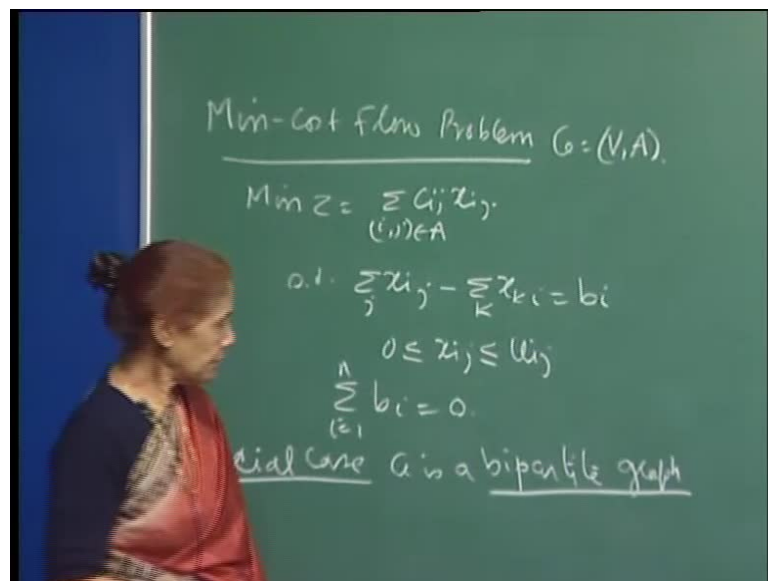 Min-Cost Flow Problem G = (V, A).
Min Z = Σ Cij xij.
(i,j)∈A
s.t. Σ xij - Σ xki = bi
j k
0 ≤ xij ≤ uij
n
Σ bi = 0.
i=1
cial Case G is a bipartite graph